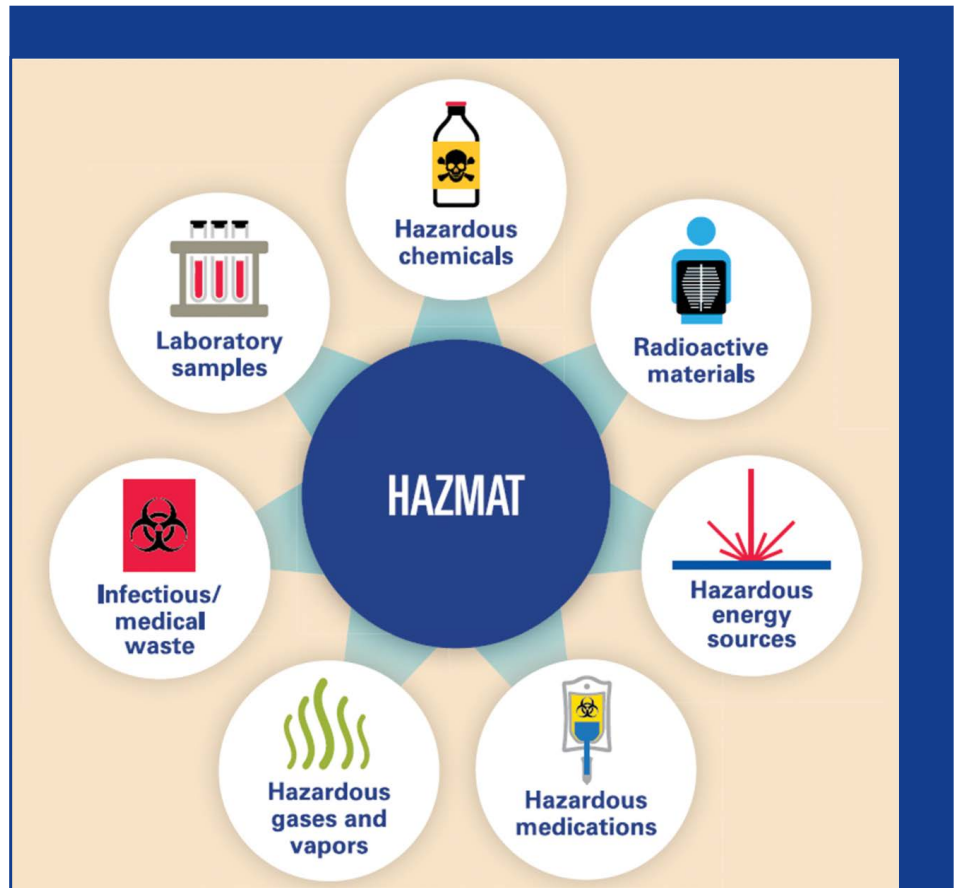 Hazardous
chemicals
Laboratory
samples
Radioactive
materials
HAZMAT
Infectious/
medical
waste
Hazardous
energy
sources
Hazardous
gases and
vapors
Hazardous
medications